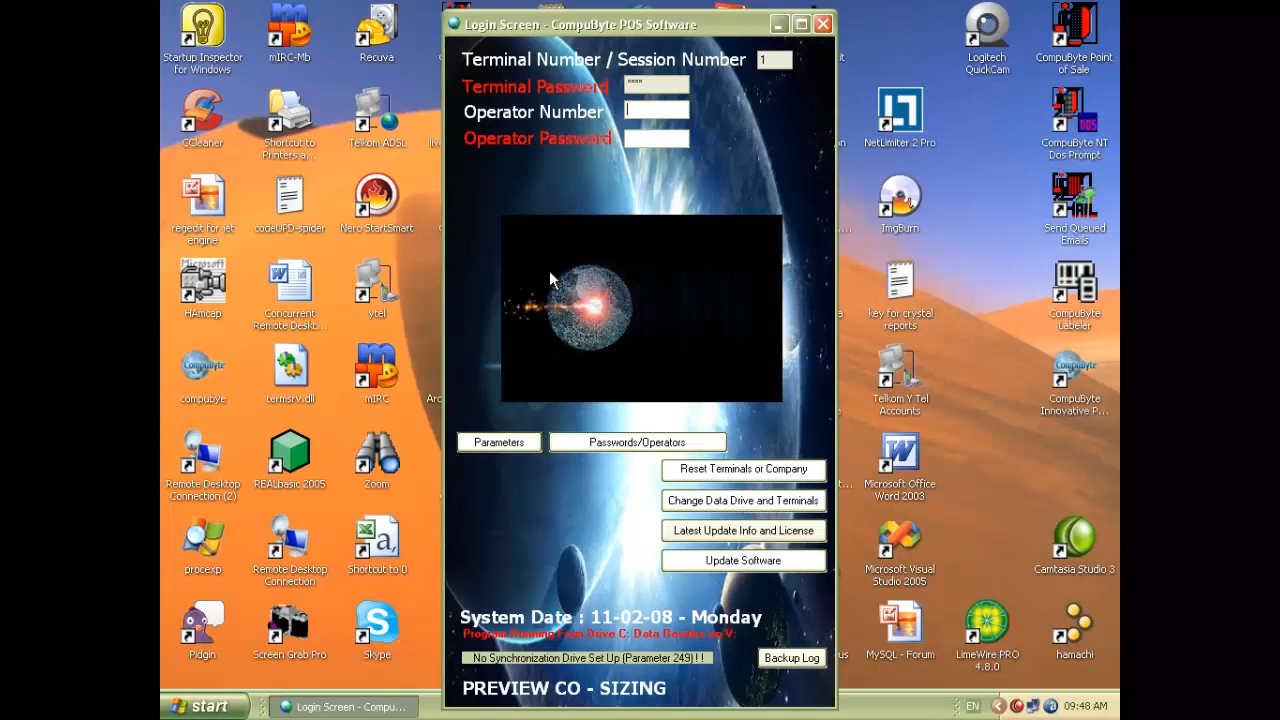 Login Screen - CompuByte POS Software
Terminal Number / Session Number 1
Terminal Password ****
Operator Number
Operator Password
Parameters
Passwords/Operators
Reset Terminals or Company
Change Data Drive and Terminals
Latest Update Info and License
Update Software
System Date : 11-02-08 - Monday
Program Running From Drive C: Data Resides on V:
No Synchronization Drive Set Up (Parameter 249) ! !
Backup Log
PREVIEW CO - SIZING
Startup Inspector
for Windows
mIRC-Mb
Recuva
CCleaner
Shortcut to
Printers a...
Telkom ADSL
regedit for jet
engine
codeUPD-spider
Nero StartSmart
Microsoft
HAmcap
Concurrent
Remote Deskt...
ytel
CompuByte
compubye
termsrv.dll
mIRC
Remote Desktop
Connection (2)
REALbasic 2005
Zoom
procexp
Remote Desktop
Connection
Shortcut to 0
Pidgin
Screen Grab Pro
Skype
Logitech
QuickCam
CompuByte Point
of Sale
NetLimiter 2 Pro
DOS
CompuByte NT
Dos Prompt
ImgBurn
MAIL
Send Queued
Emails
key for crystal
reports
CompuByte
Labeler
Telkom Y Tel
Accounts
CompuByte
CompuByte
Innovative P...
Microsoft Office
Word 2003
Microsoft Visual
Studio 2005
Camtasia Studio 3
MySQL - Forum
LimeWire PRO
4.8.0
hamachi
start
Login Screen - Compu...
EN
09:48 AM